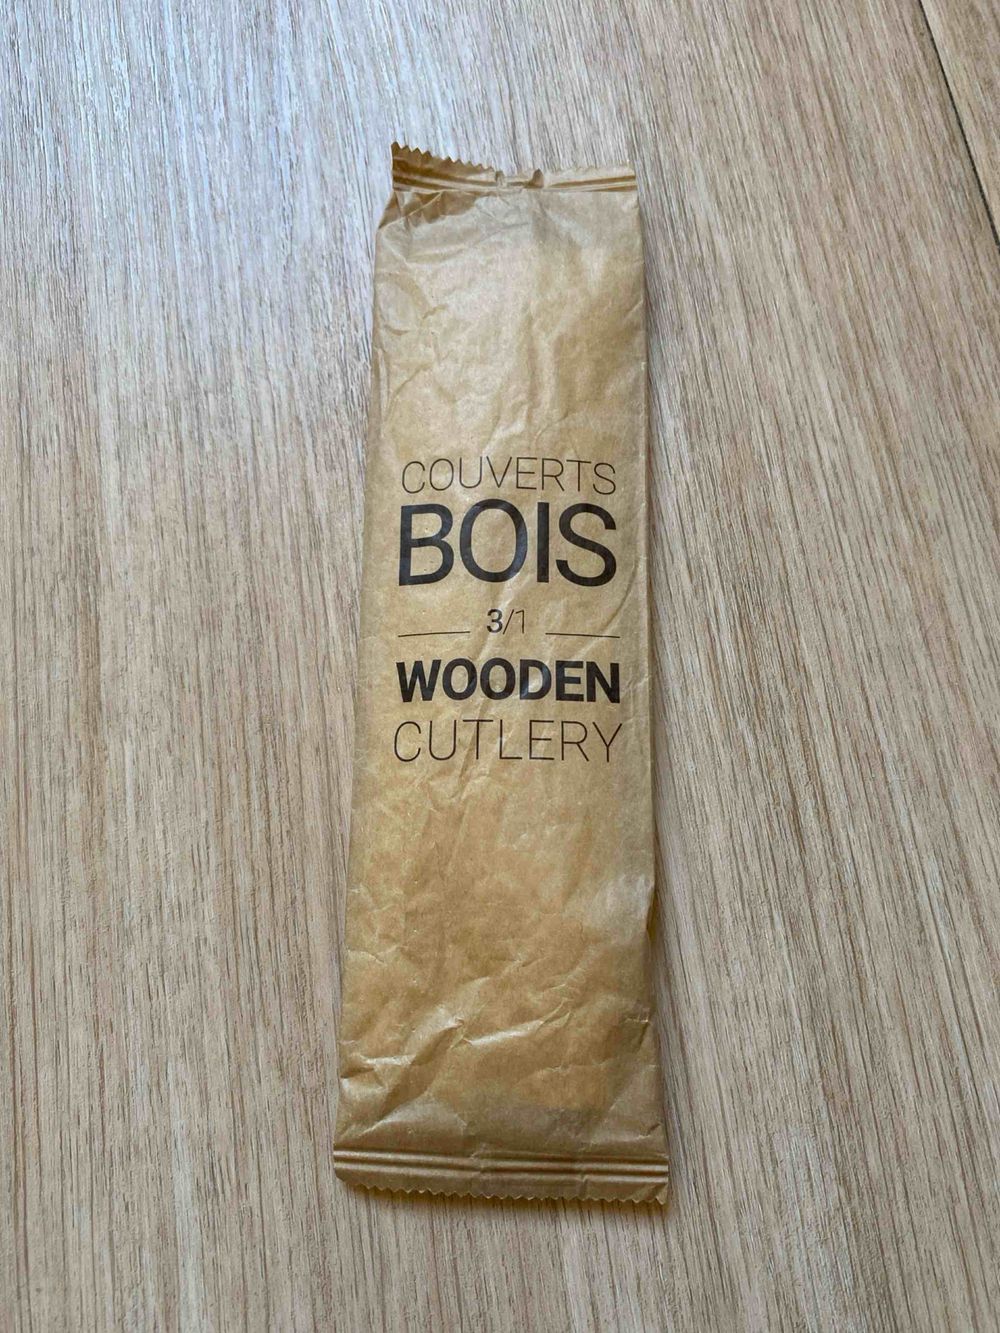 COUVERTS
BOIS
3/1
WOODEN
CUTLERY